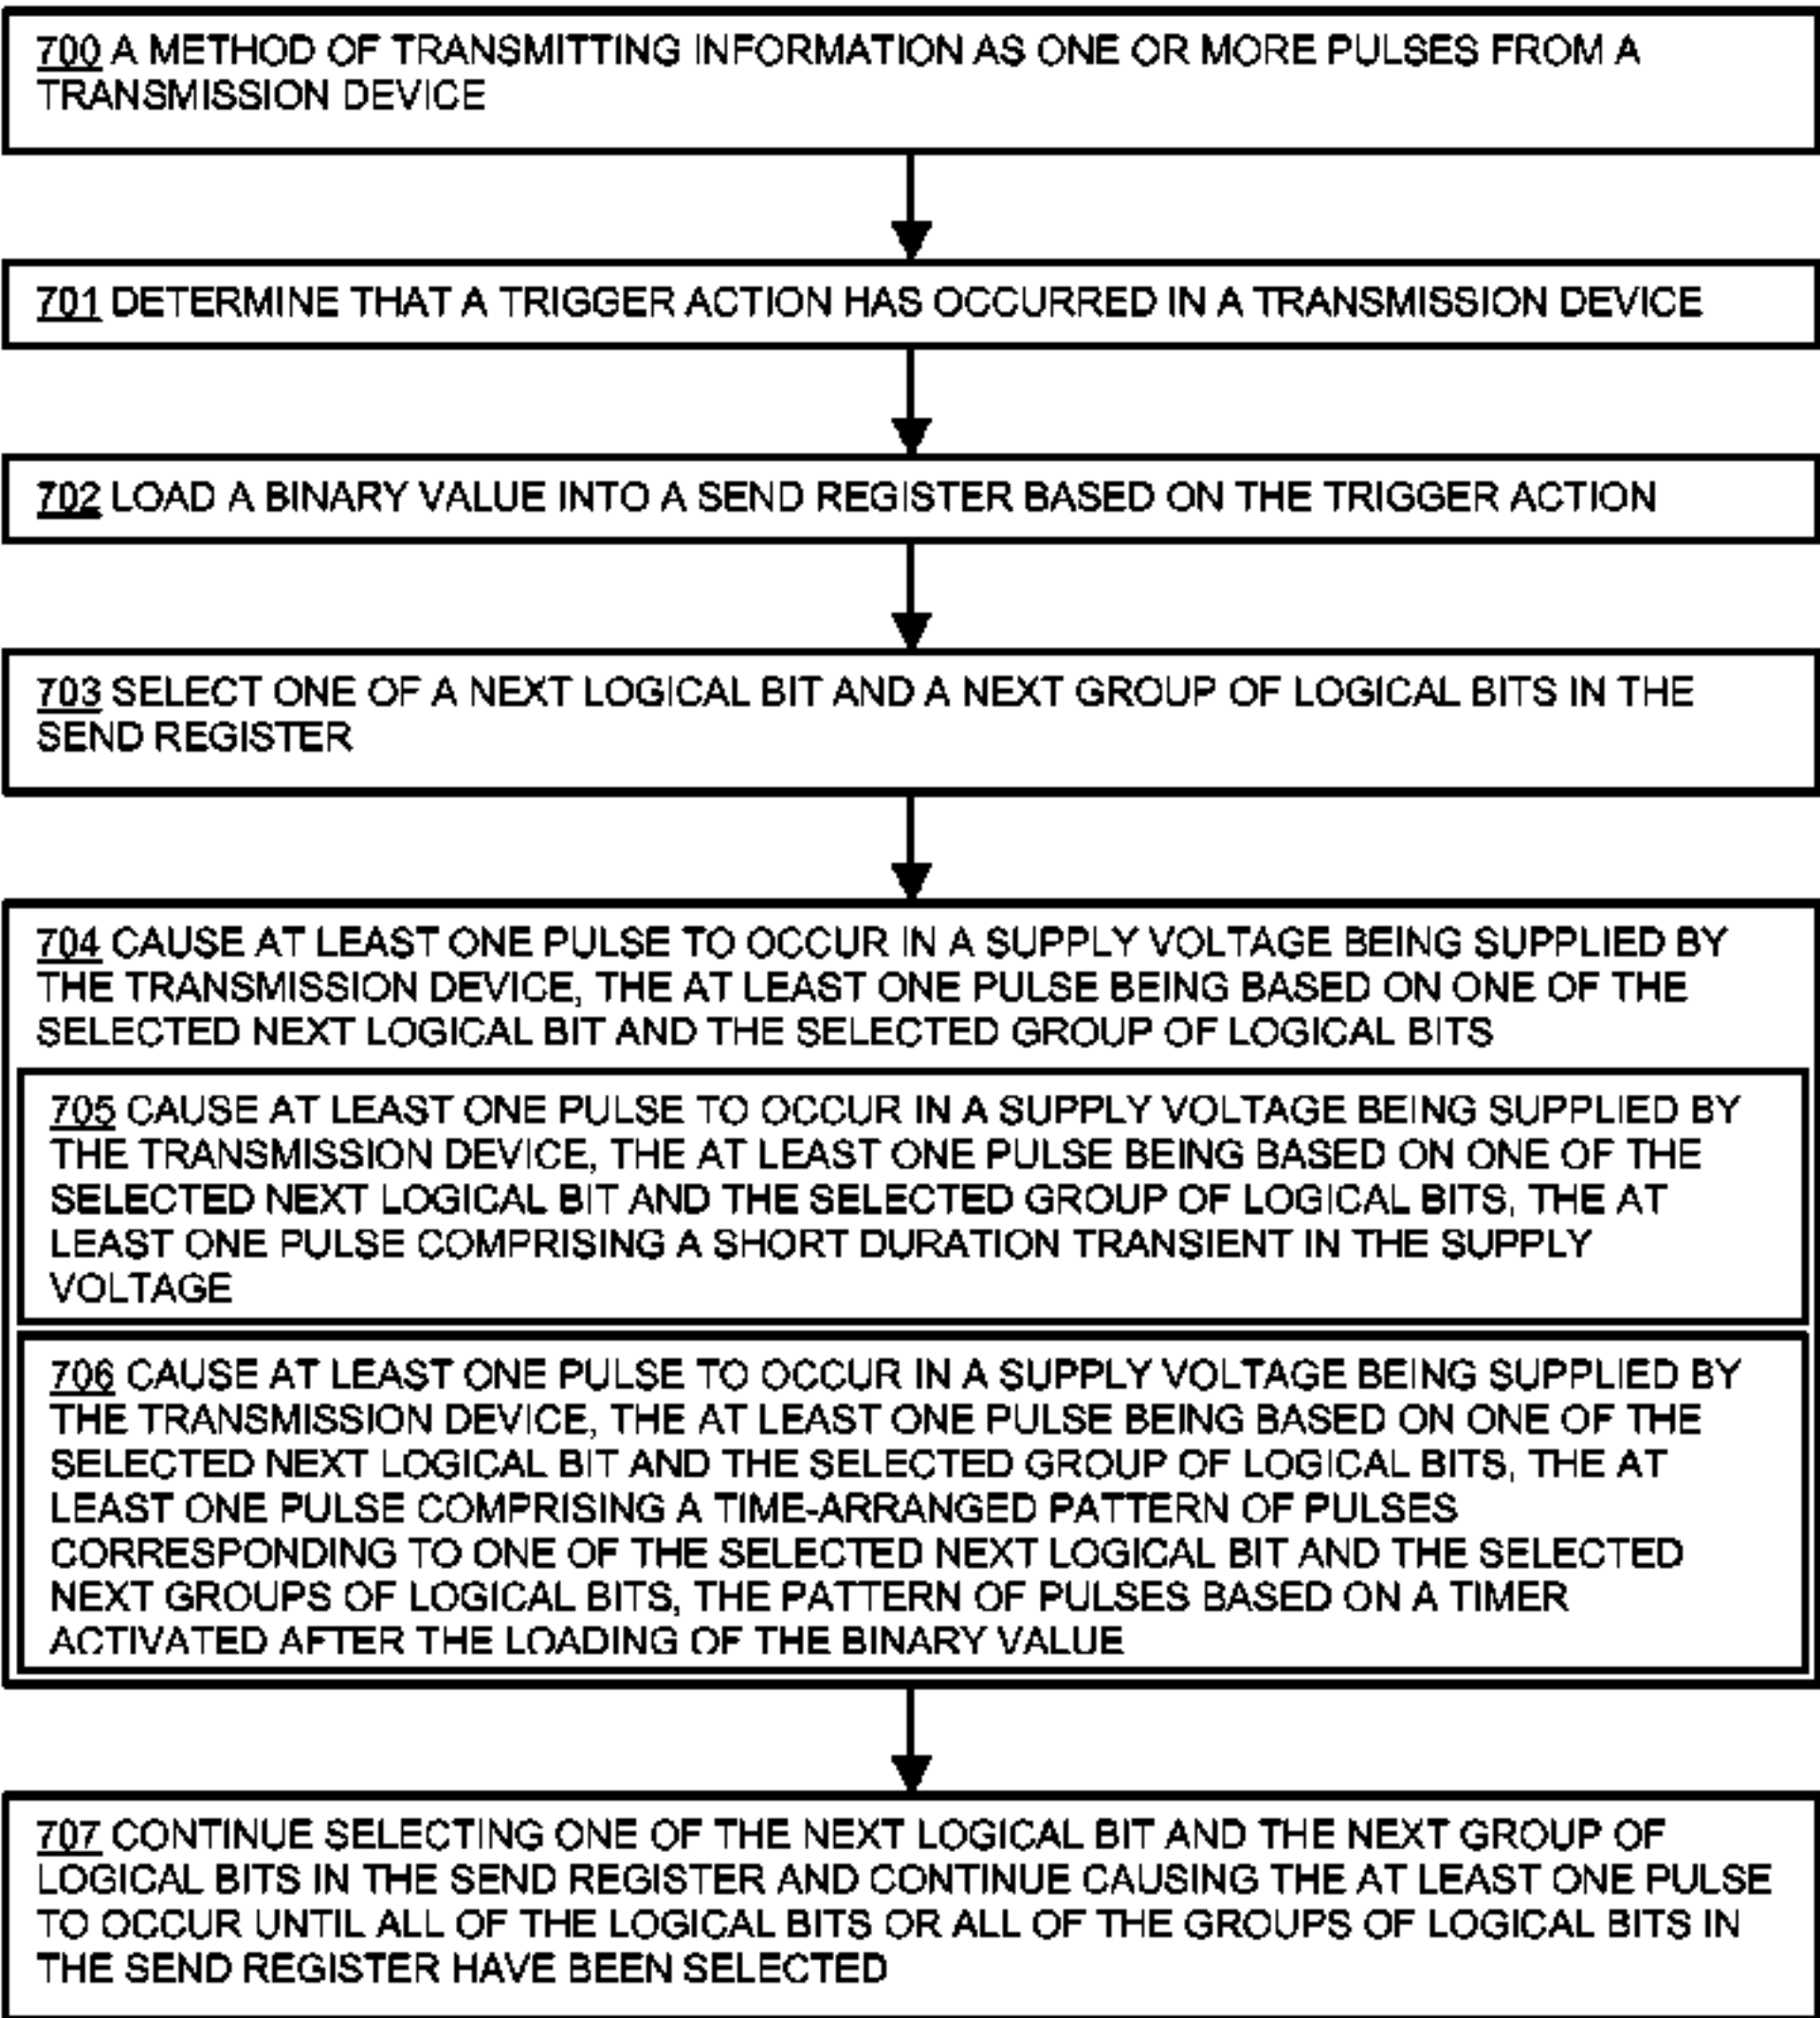 700 A METHOD OF TRANSMITTING INFORMATION AS ONE OR MORE PULSES FROM A
TRANSMISSION DEVICE
701 DETERMINE THAT A TRIGGER ACTION HAS OCCURRED IN A TRANSMISSION DEVICE
702 LOAD A BINARY VALUE INTO A SEND REGISTER BASED ON THE TRIGGER ACTION
703 SELECT ONE OF A NEXT LOGICAL BIT AND A NEXT GROUP OF LOGICAL BITS IN THE
SEND REGISTER
704 CAUSE AT LEAST ONE PULSE TO OCCUR IN A SUPPLY VOLTAGE BEING SUPPLIED BY
THE TRANSMISSION DEVICE, THE AT LEAST ONE PULSE BEING BASED ON ONE OF THE
SELECTED NEXT LOGICAL BIT AND THE SELECTED GROUP OF LOGICAL BITS
705 CAUSE AT LEAST ONE PULSE TO OCCUR IN A SUPPLY VOLTAGE BEING SUPPLIED BY
THE TRANSMISSION DEVICE, THE AT LEAST ONE PULSE BEING BASED ON ONE OF THE
SELECTED NEXT LOGICAL BIT AND THE SELECTED GROUP OF LOGICAL BITS, THE AT
LEAST ONE PULSE COMPRISING A SHORT DURATION TRANSIENT IN THE SUPPLY
VOLTAGE
706 CAUSE AT LEAST ONE PULSE TO OCCUR IN A SUPPLY VOLTAGE BEING SUPPLIED BY
THE TRANSMISSION DEVICE, THE AT LEAST ONE PULSE BEING BASED ON ONE OF THE
SELECTED NEXT LOGICAL BIT AND THE SELECTED GROUP OF LOGICAL BITS, THE AT
LEAST ONE PULSE COMPRISING A TIME-ARRANGED PATTERN OF PULSES
CORRESPONDING TO ONE OF THE SELECTED NEXT LOGICAL BIT AND THE SELECTED
NEXT GROUPS OF LOGICAL BITS, THE PATTERN OF PULSES BASED ON A TIMER
ACTIVATED AFTER THE LOADING OF THE BINARY VALUE
707 CONTINUE SELECTING ONE OF THE NEXT LOGICAL BIT AND THE NEXT GROUP OF
LOGICAL BITS IN THE SEND REGISTER AND CONTINUE CAUSING THE AT LEAST ONE PULSE
TO OCCUR UNTIL ALL OF THE LOGICAL BITS OR ALL OF THE GROUPS OF LOGICAL BITS IN
THE SEND REGISTER HAVE BEEN SELECTED